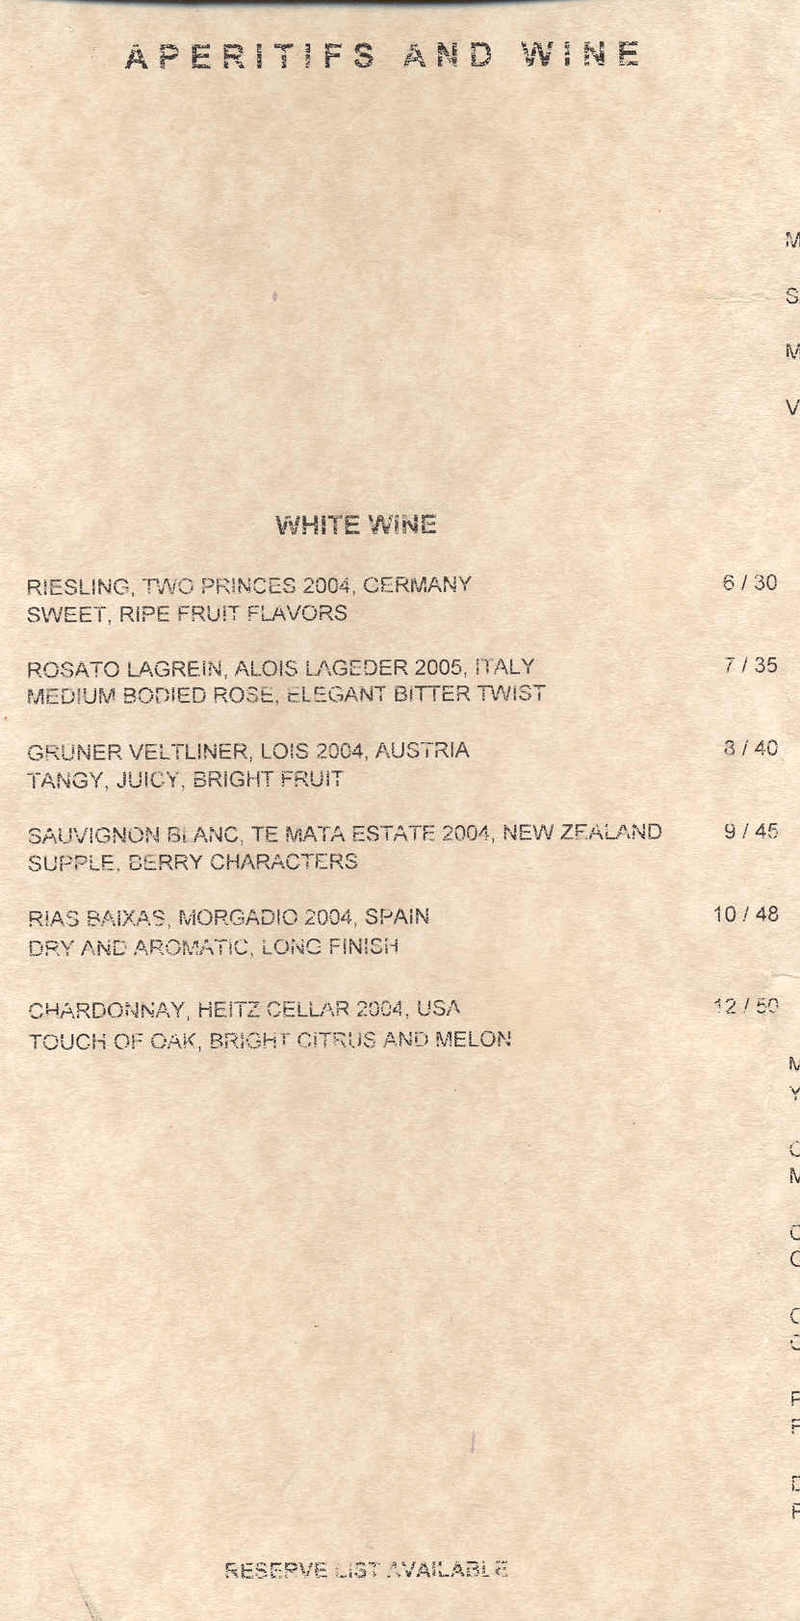 APERITIFS AND WINE
WHITE WINE
RIESLING, TWO PRINCES 2004, GERMANY 6 / 30
SWEET, RIPE FRUIT FLAVORS
ROSATO LAGREIN, ALOIS LAGEDER 2005, ITALY 7 / 35
MEDIUM BODIED ROSE, ELEGANT BITTER TWIST
GRUNER VELTLINER, LOIS 2004, AUSTRIA 8 / 40
TANGY, JUICY, BRIGHT FRUIT
SAUVIGNON BLANC, TE MATA ESTATE 2004, NEW ZEALAND 9 / 45
SUPPLE, BERRY CHARACTERS
RIAS BAIXAS, MORGADIO 2004, SPAIN 10 / 48
DRY AND AROMATIC, LONG FINISH
CHARDONNAY, HEITZ CELLAR 2004, USA 12 / 50
TOUCH OF OAK, BRIGHT CITRUS AND MELON
RESERVE LIST AVAILABLE